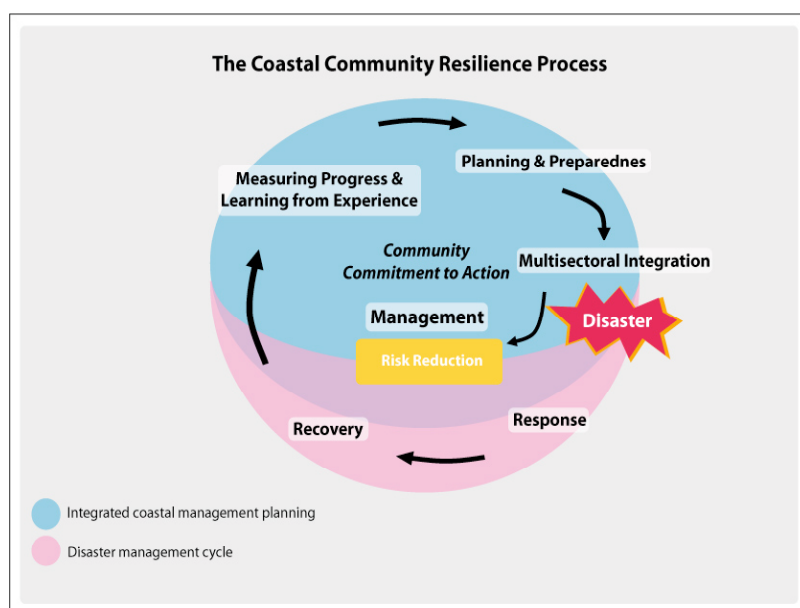 The Coastal Community Resilience Process
Planning & Preparednes
Measuring Progress &
Learning from Experience
Community
Commitment to Action
Multisectoral Integration
Management
Disaster
Risk Reduction
Recovery
Response
Integrated coastal management planning
Disaster management cycle